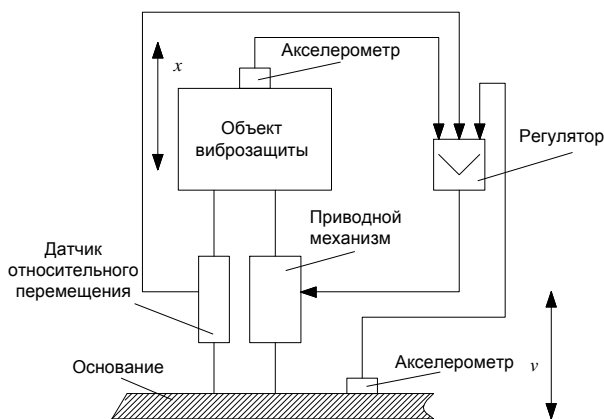 Акселерометр
x
Объект
виброзащиты
Регулятор
Приводной
механизм
Датчик
относительного
перемещения
Основание
Акселерометр
v